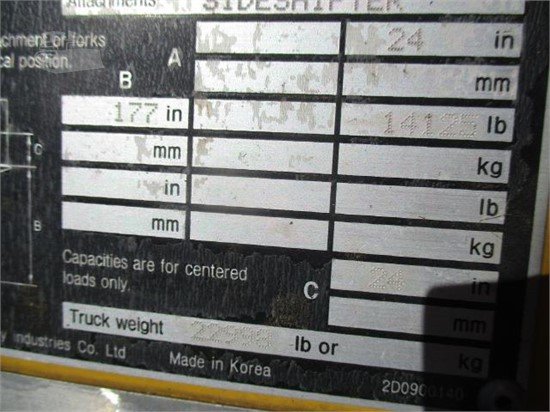 Attachments SIDESHIFTER
achment of forks
cal position.
A 24 in
mm
B
177 in 14125 lb
mm kg
in lb
mm kg
C
B
Capacities are for centered
loads only.
C 24 in
mm
Truck weight lb or kg
y Industries Co. Ltd Made in Korea 2D0900140